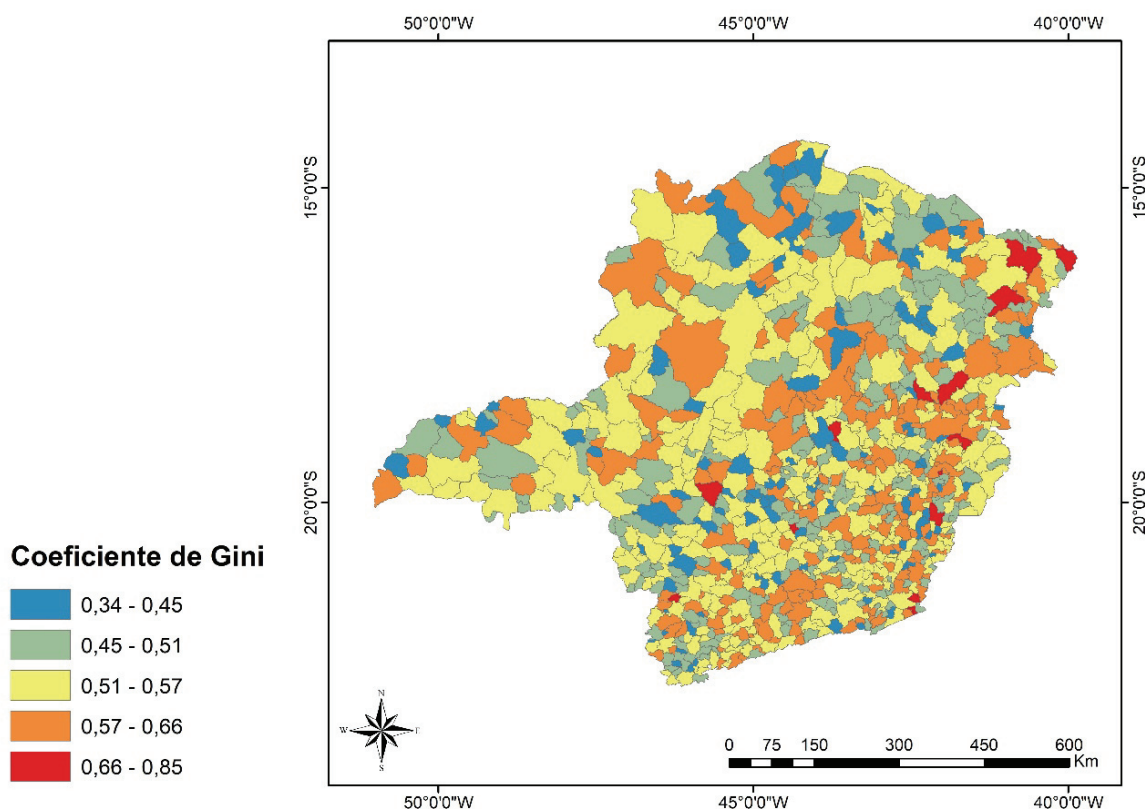 50°0'0"W 45°0'0"W 40°0'0"W
15°0'0"S 15°0'0"S
20°0'0"S 20°0'0"S
Coeficiente de Gini
0,34 - 0,45
0,45 - 0,51
0,51 - 0,57
0,57 - 0,66
0,66 - 0,85
N
W E
S
0 75 150 300 450 600
Km
50°0'0"W 45°0'0"W 40°0'0"W